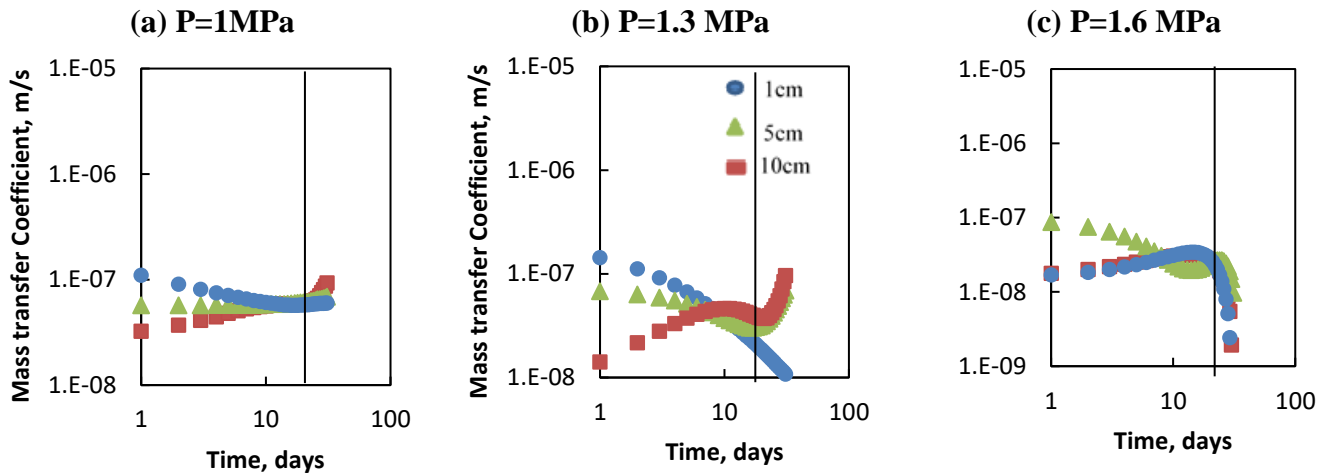 (a) P=1MPa
Mass transfer Coefficient, m/s
1.E-05
1.E-06
1.E-07
1.E-08
1
10
100
Time, days
(b) P=1.3 MPa
Mass transfer Coefficient, m/s
1.E-05
1.E-06
1.E-07
1.E-08
1cm
5cm
10cm
1
10
100
Time, days
(c) P=1.6 MPa
1.E-05
1.E-06
1.E-07
1.E-08
1.E-09
1
10
100
Time, days